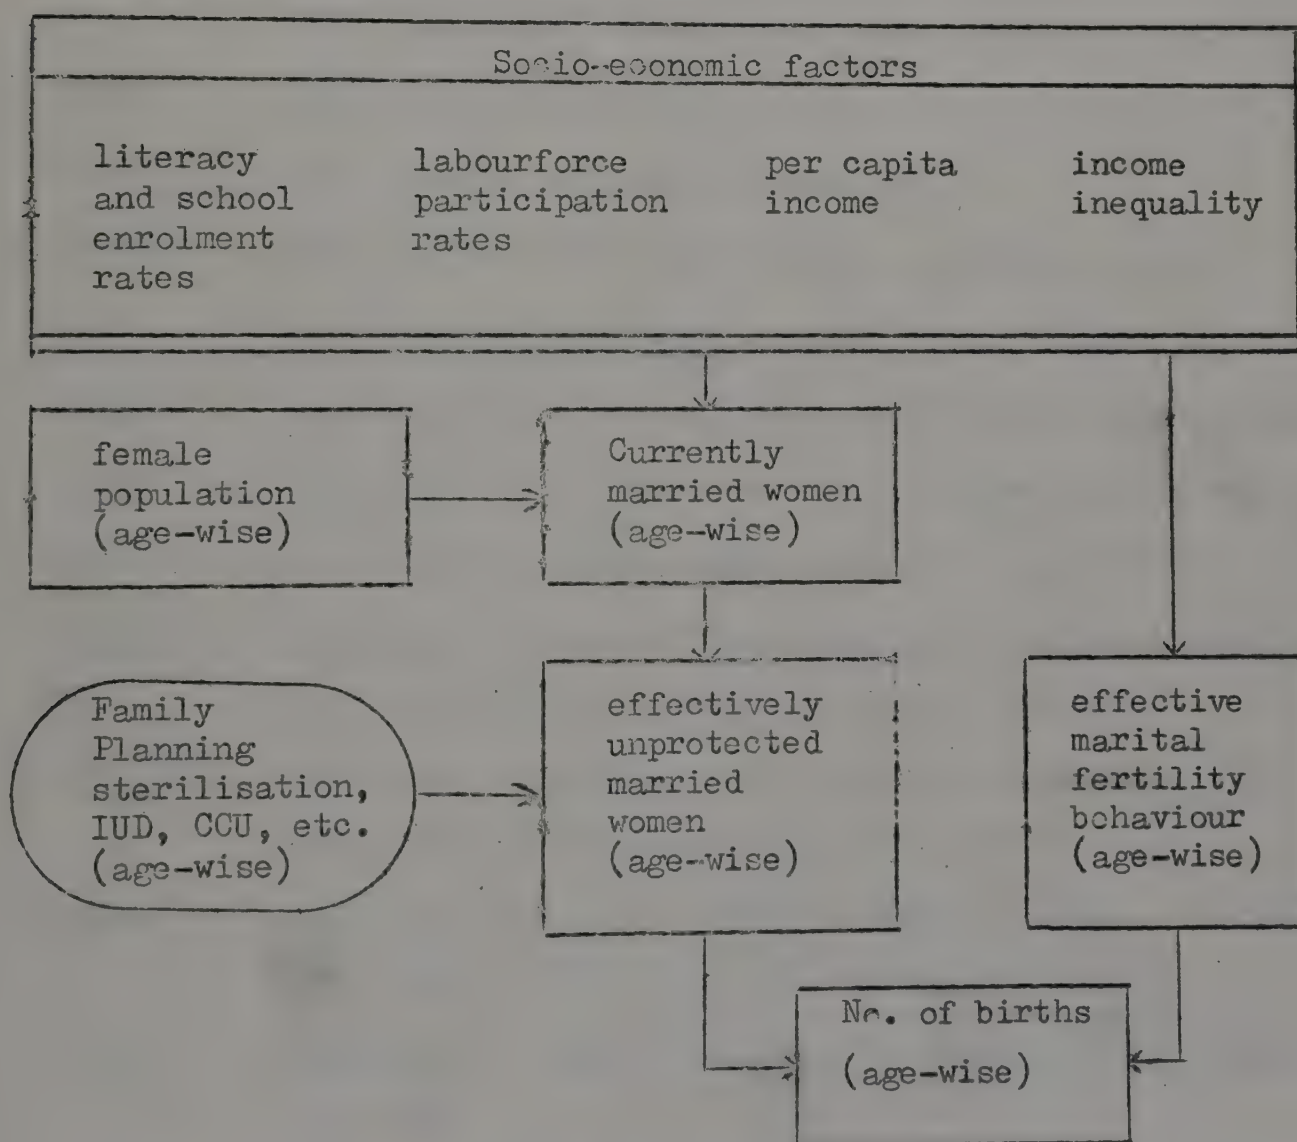 Socio-economic factors
literacy
and school
enrolment
rates
labourforce
participation
rates
per capita
income
income
inequality
female
population
(age-wise)
Currently
married women
(age-wise)
Family
Planning
sterilisation,
IUD, CCU, etc.
(age-wise)
effectively
unprotected
married
women
(age-wise)
effective
marital
fertility
behaviour
(age-wise)
No. of births
(age-wise)